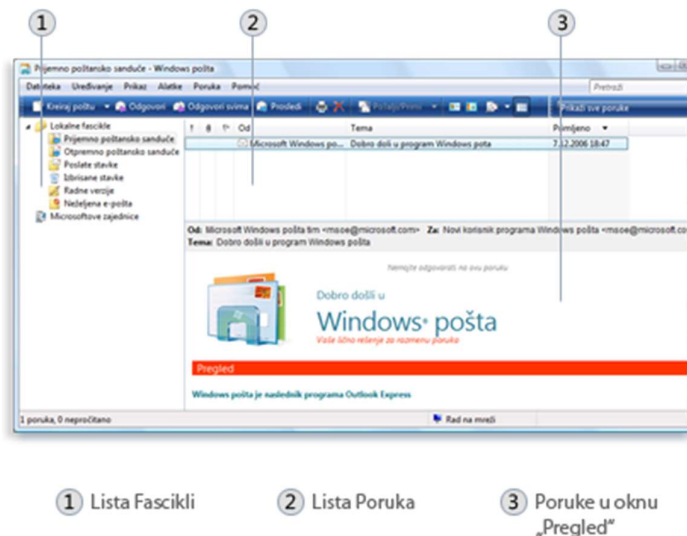 1 2 3
Prijemno poštansko sanduče - Windows pošta
Datoteka Uređivanje Prikaz Alatke Poruka Pomoć
Pretraži
Kreiraj poštu Odgovori Odgovori svima Prosledi Pošalji/Primi Prikaži sve poruke
Lokalne fascikle
Prijemno poštansko sanduče
Otpremno poštansko sanduče
Poslate stavke
Izbrisane stavke
Radne verzije
Neželjena e-pošta
Microsoftove zajednice
! Od Tema Primljeno
Microsoft Windows po... Dobro doli u program Windows pota 7.12.2006 18:47
Od: Microsoft Windows pošta tim <msoe@microsoft.com> Za: Novi korisnik programa Windows pošta <msoe@microsoft.co
Tema: Dobro došli u program Windows pošta
Nemojte odgovarati na ovu poruku
Dobro došli u
Windows® pošta
Vaše lično rešenje za razmenu poruka
Pregled
Windows pošta je naslednik programa Outlook Express
1 poruka, 0 nepročitano Rad na mreži
1 Lista Fascikli 2 Lista Poruka 3 Poruke u oknu
„Pregled“